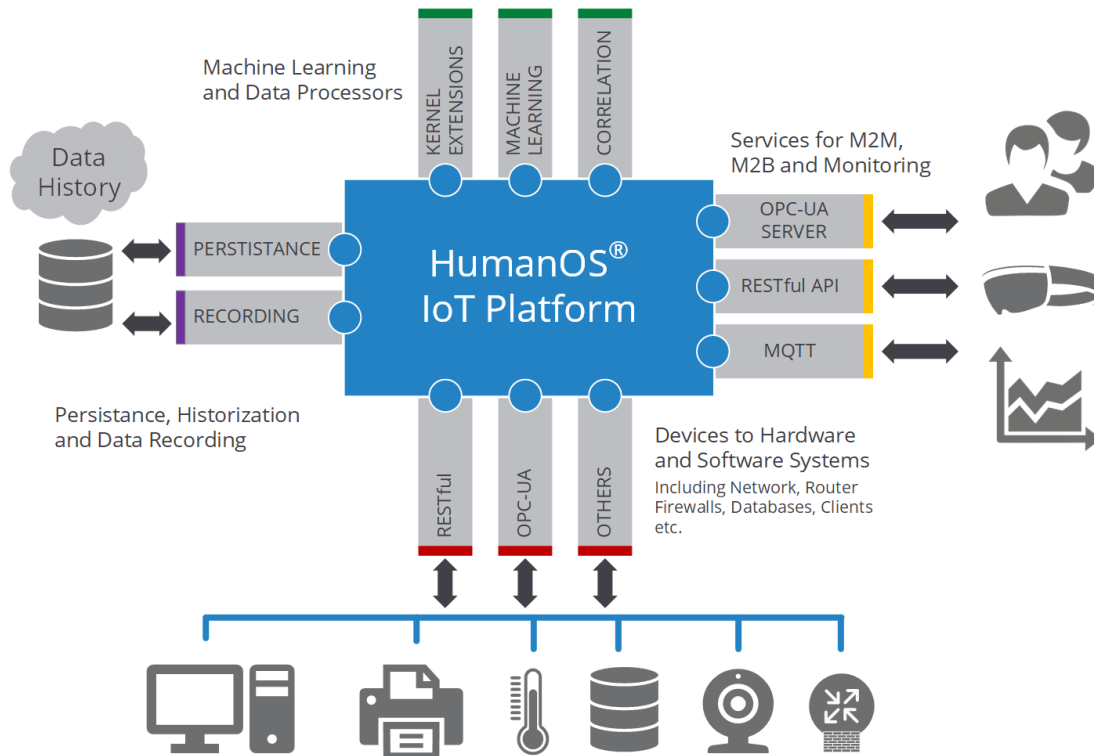 Machine Learning
and Data Processors
KERNEL
EXTENSIONS
MACHINE
LEARNING
CORRELATION
Data
History
Services for M2M,
M2B and Monitoring
PERSTISTANCE
RECORDING
HumanOS®
IoT Platform
OPC-UA
SERVER
RESTful API
MQTT
Persistance, Historization
and Data Recording
RESTful
OPC-UA
OTHERS
Devices to Hardware
and Software Systems
Including Network, Router
Firewalls, Databases, Clients
etc.